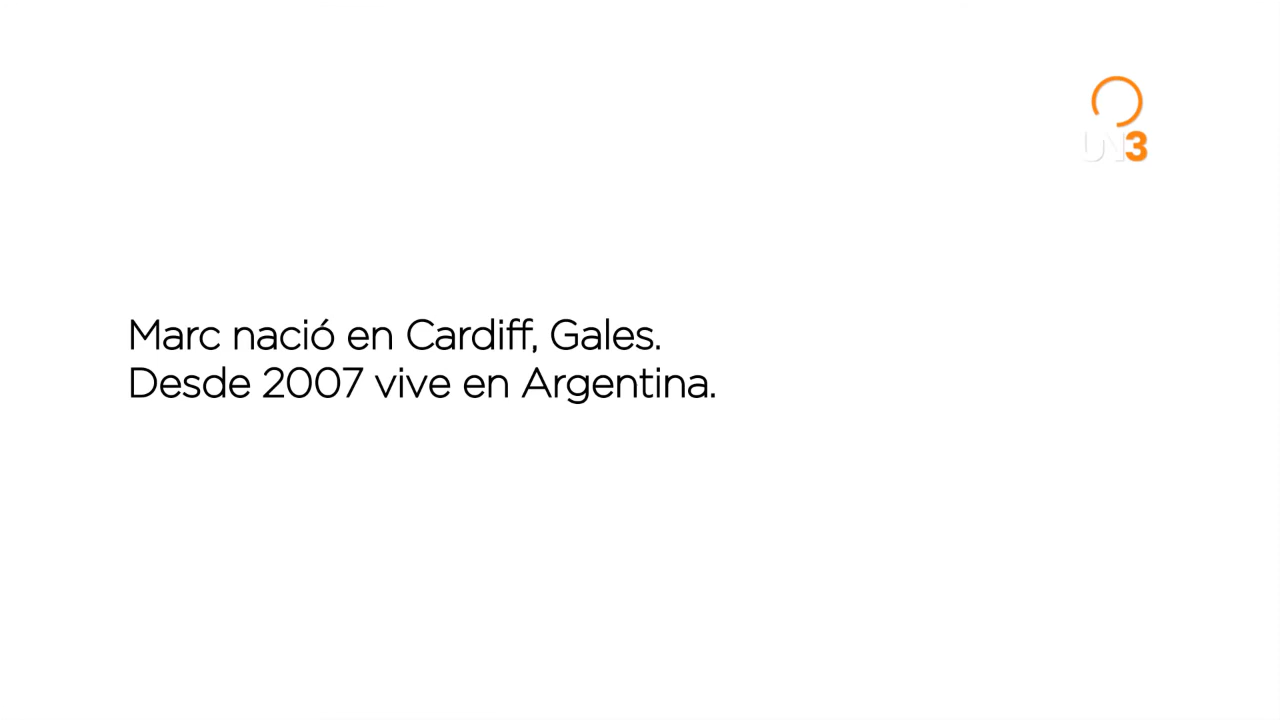 UN3
Marc nació en Cardiff, Gales.
Desde 2007 vive en Argentina.